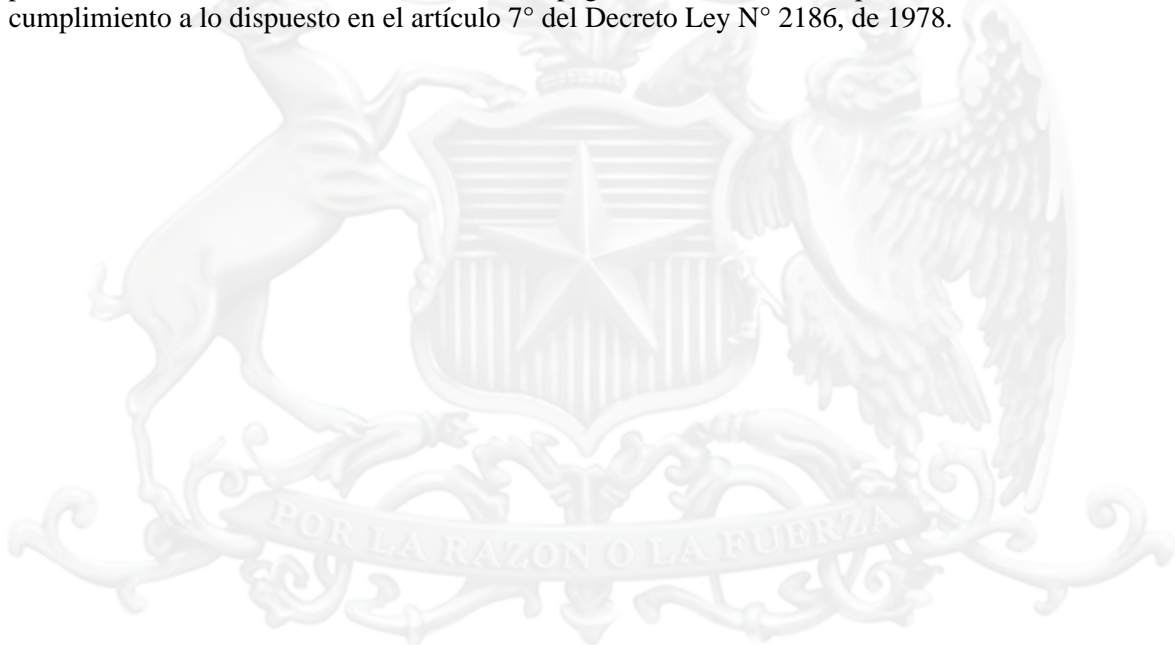 cumplimiento a lo dispuesto en el artículo 7° del Decreto Ley N° 2186, de 1978.
POR LA RAZON O LA FUERZA